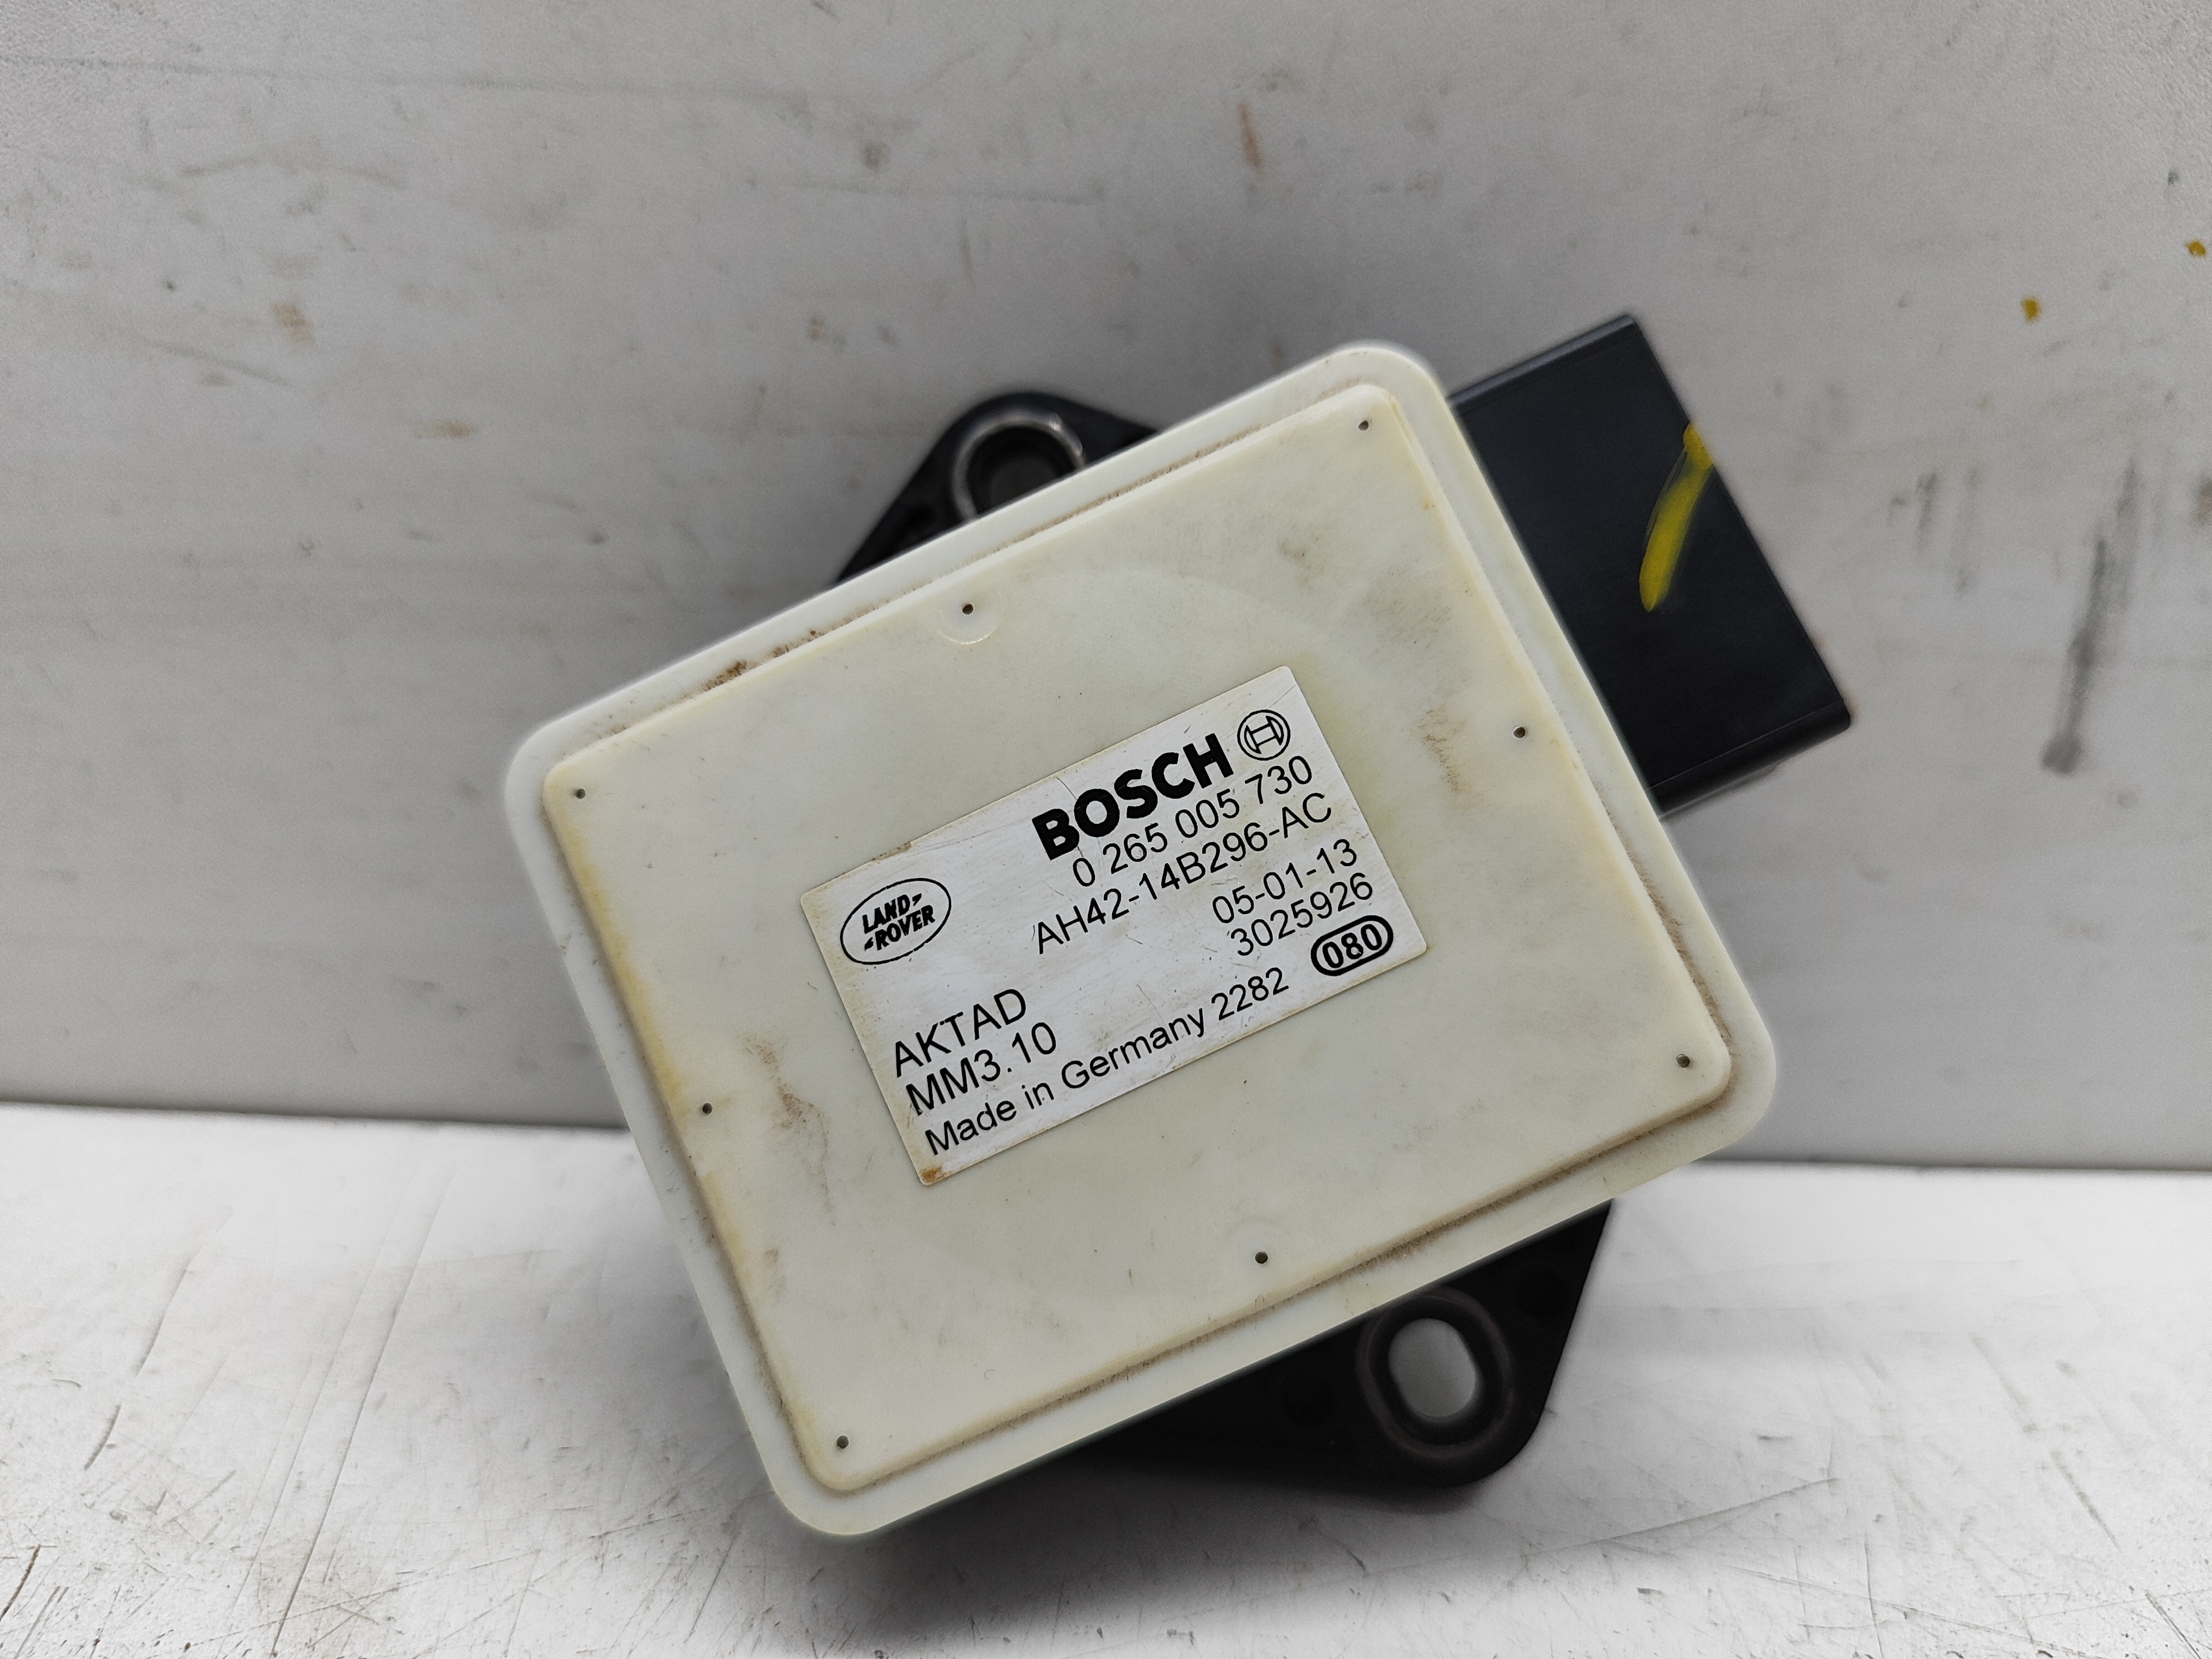 BOSCH
0 265 005 730
AH42-14B296-AC
05-01-13
3025926
LAND
ROVER
AKTAD
MM3.10
Made in Germany 2282 080